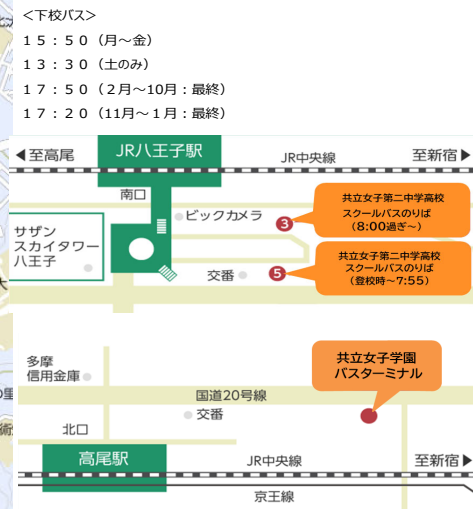 ＜下校バス＞
１５：５０（月～金）
１３：３０（土のみ）
１７：５０（２月～10月：最終）
１７：２０（11月～１月：最終）
◀至高尾
JR八王子駅
JR中央線
至新宿▶
南口
ビックカメラ
3
共立女子第二中学高校
スクールバスのりば
（8:00過ぎ～）
サザン
スカイタワー
八王子
交番
5
共立女子第二中学高校
スクールバスのりば
（登校時～7:55）
多摩
信用金庫
共立女子学園
バスターミナル
国道20号線
交番
北口
高尾駅
JR中央線
至新宿▶
京王線